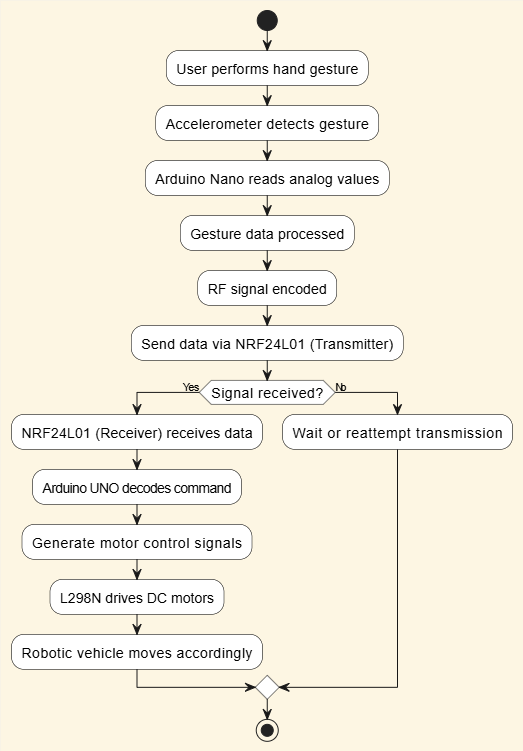 User performs hand gesture
Accelerometer detects gesture
Arduino Nano reads analog values
Gesture data processed
RF signal encoded
Send data via NRF24L01 (Transmitter)
Signal received?
Yes
No
NRF24L01 (Receiver) receives data
Wait or reattempt transmission
Arduino UNO decodes command
Generate motor control signals
L298N drives DC motors
Robotic vehicle moves accordingly